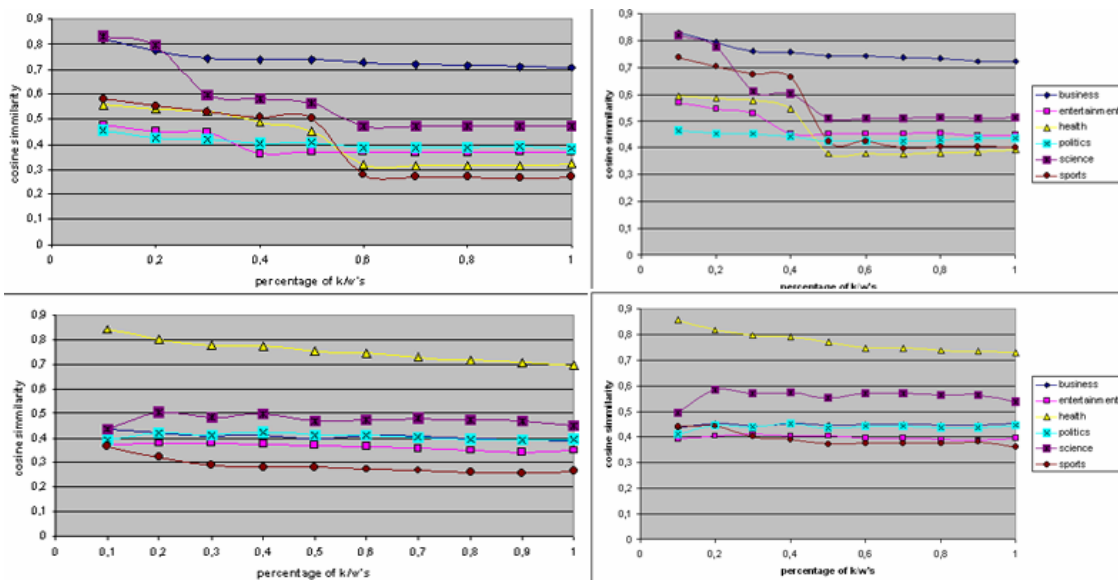 cosine simmilarity
0,9
0,8
0,7
0,6
0,5
0,4
0,3
0,2
0,1
0
0 0,2 0,4 0,6 0,8 1
percentage of k/w's
cosine simmilarity
0,9
0,8
0,7
0,6
0,5
0,4
0,3
0,2
0,1
0
0 0,2 0,4 0,6 0,8 1
percentage of k/w's
business
entertainment
health
politics
science
sports
cosine simmilarity
0,9
0,8
0,7
0,6
0,5
0,4
0,3
0,2
0,1
0
0 0,1 0,2 0,3 0,4 0,5 0,6 0,7 0,8 0,9 1
percentage of k/w's
cosine simmilarity
0,9
0,8
0,7
0,6
0,5
0,4
0,3
0,2
0,1
0
0 0,2 0,4 0,6 0,8 1
percentage of k/w's
business
entertainment
health
politics
science
sports